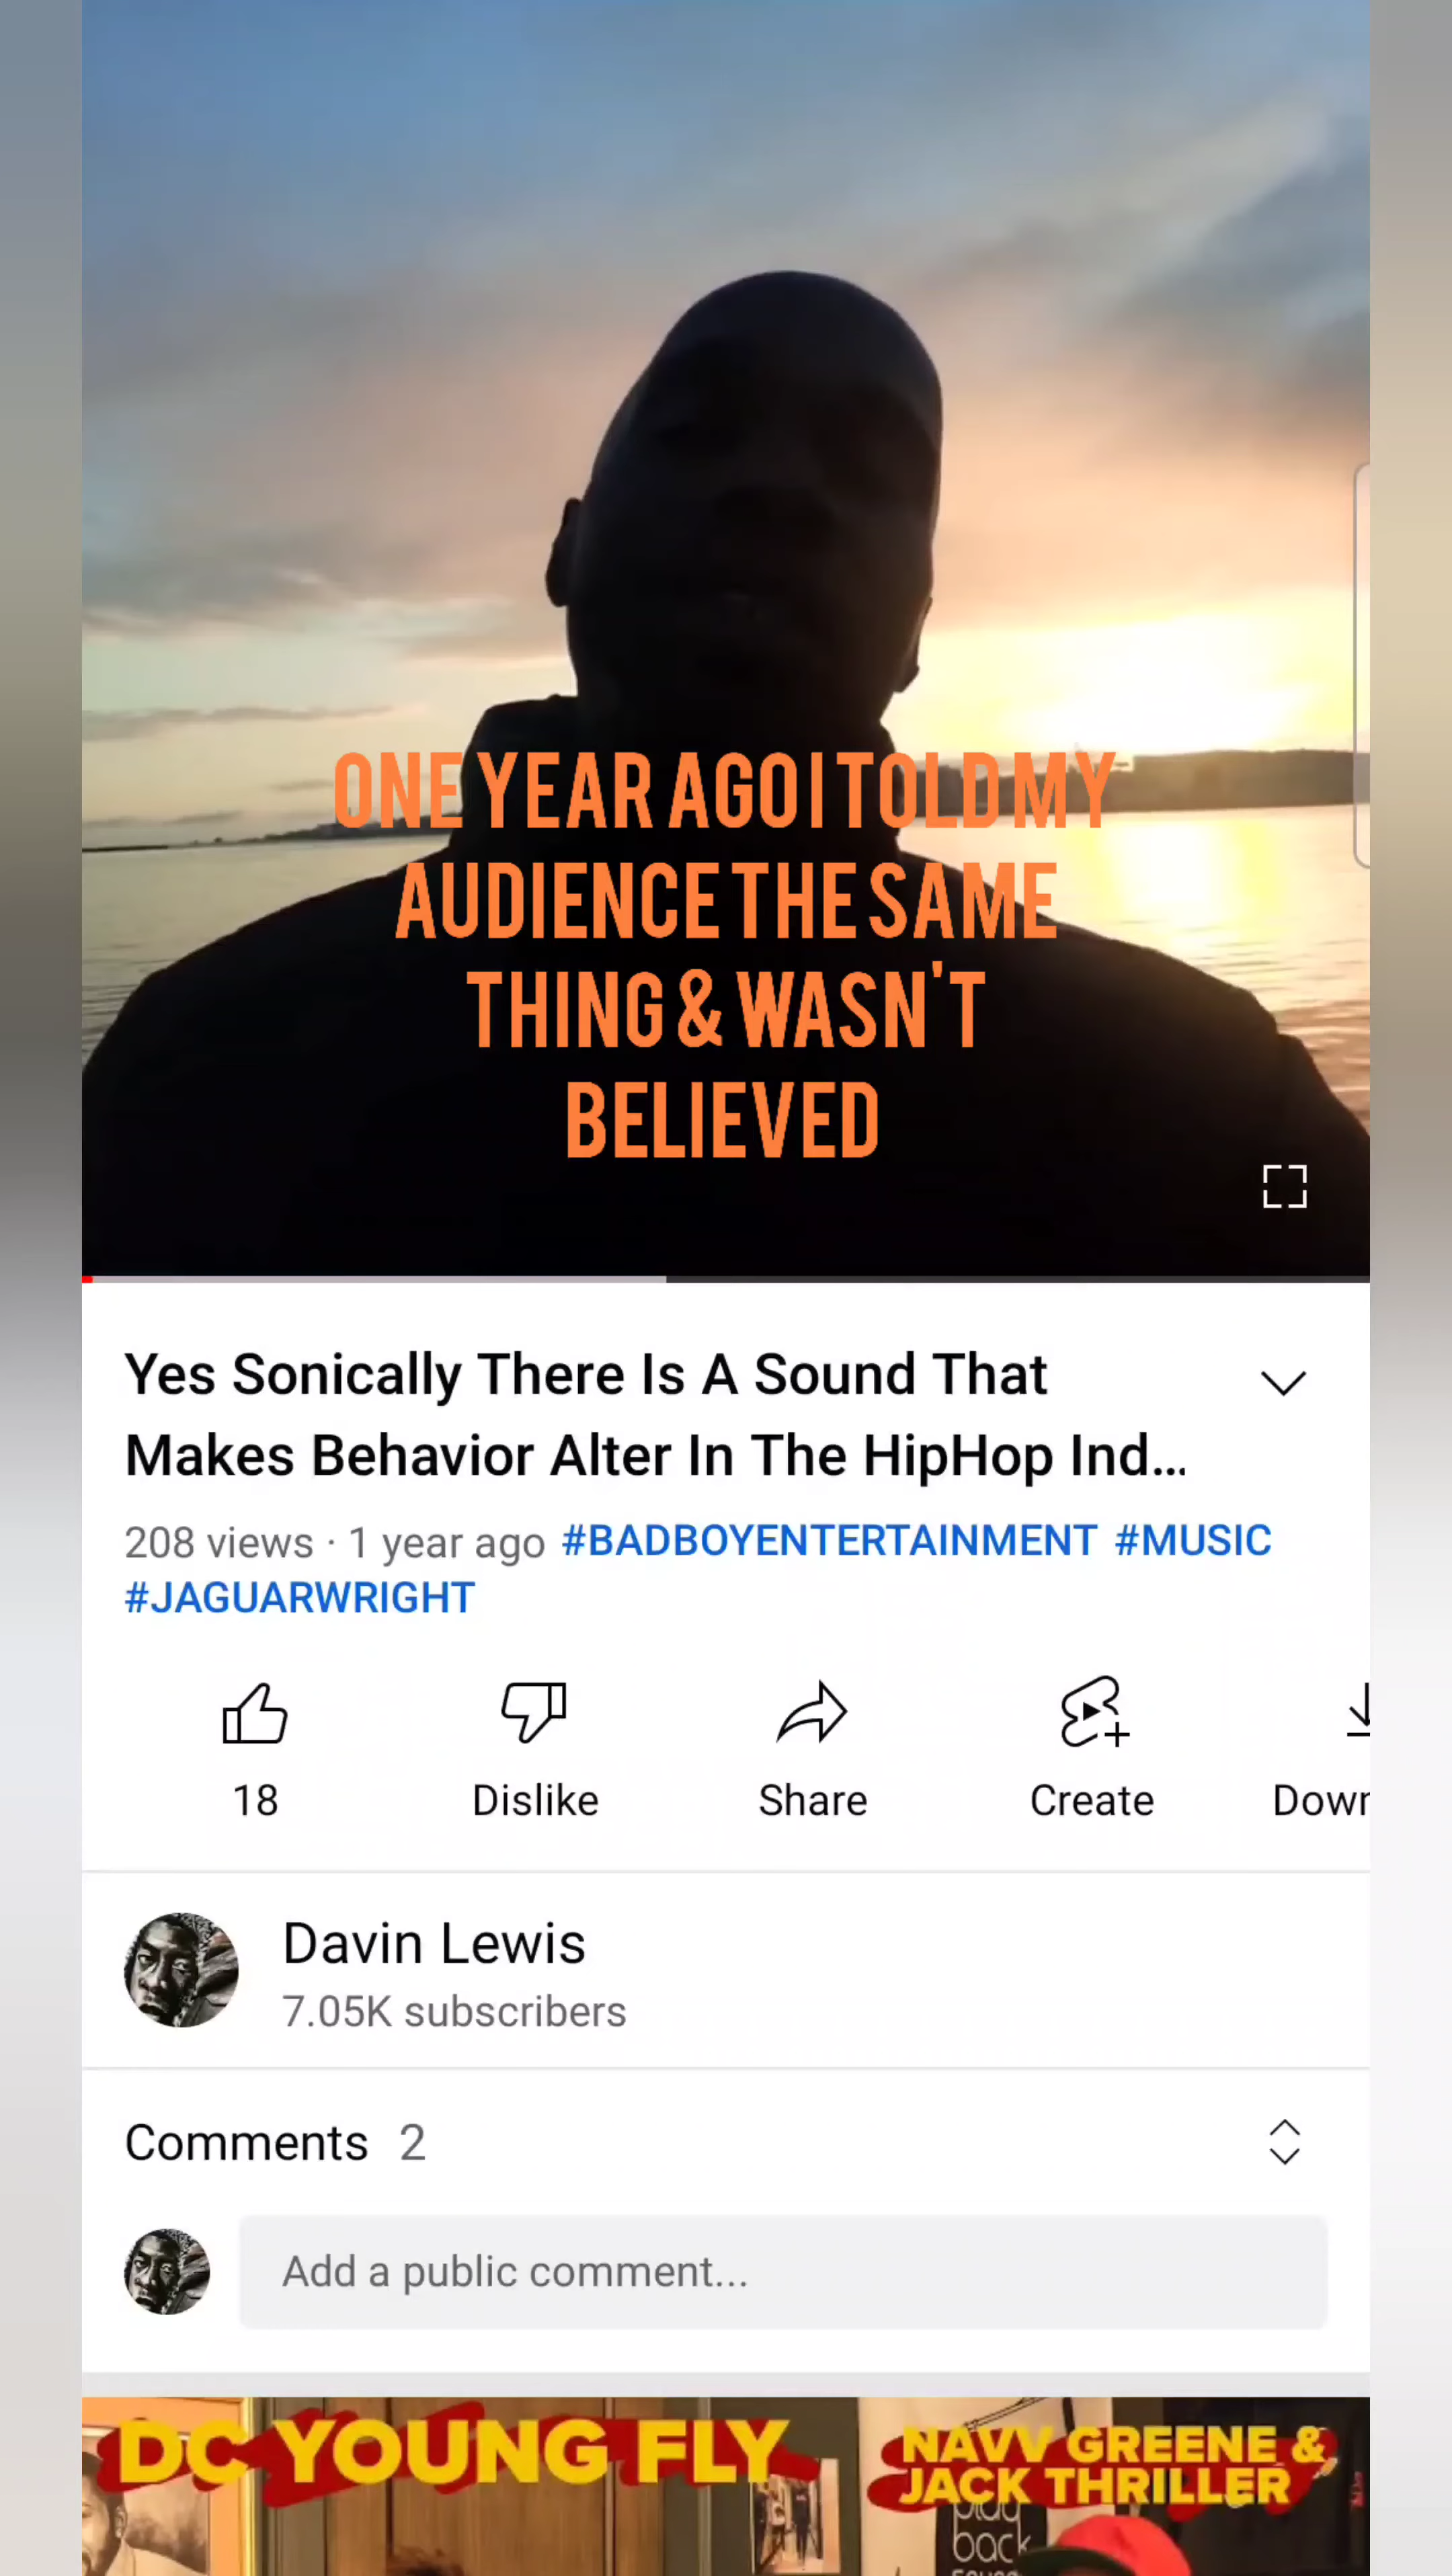 ONE YEAR AGO I TOLD MY
AUDIENCE THE SAME
THING & WASN'T
BELIEVED
Yes Sonically There Is A Sound That
Makes Behavior Alter In The HipHop Ind...
208 views · 1 year ago #BADBOYENTERTAINMENT #MUSIC
#JAGUARWRIGHT
18 Dislike Share Create
Davin Lewis
7.05K subscribers
Comments 2
Add a public comment...
DC YOUNG FLY
NAVV GREENE &
JACK THRILLER
back